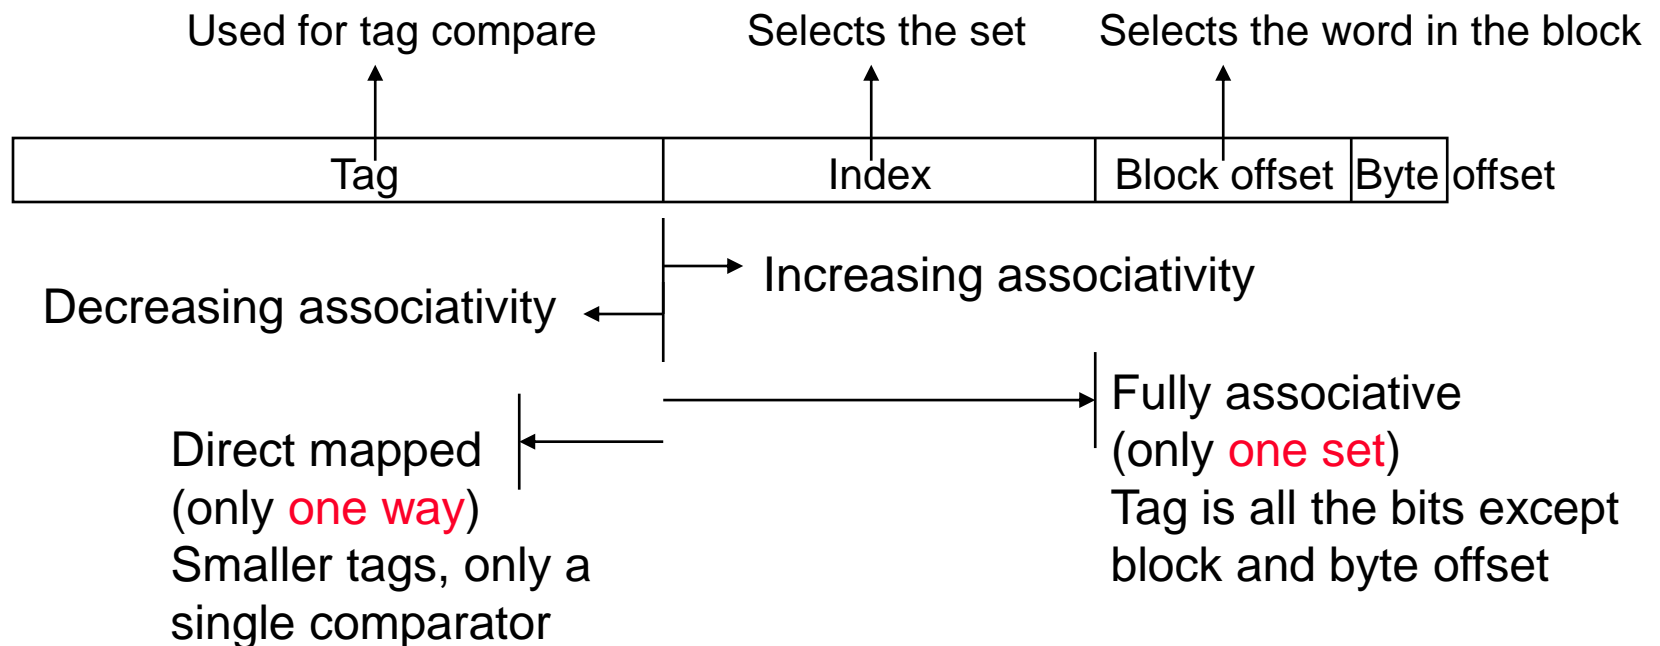 Used for tag compare
Selects the set
Selects the word in the block
Tag
Index
Block offset
Byte offset
Increasing associativity
Decreasing associativity
Fully associative
(only one set)
Tag is all the bits except
block and byte offset
Direct mapped
(only one way)
Smaller tags, only a
single comparator